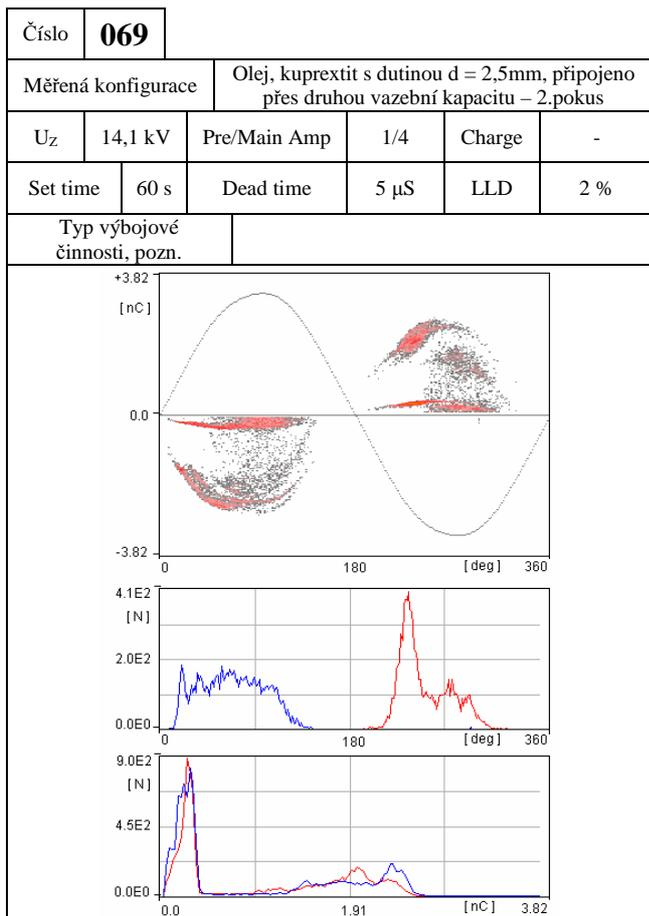 Číslo 069
Měřená konfigurace Olej, kuprextit s dutinou d = 2,5mm, připojeno
přes druhou vazební kapacitu – 2.pokus
UZ 14,1 kV Pre/Main Amp 1/4 Charge -
Set time 60 s Dead time 5 µS LLD 2 %
Typ výbojové
činnosti, pozn.
+3.82
[nC]
0.0
-3.82
0 180 [deg] 360
4.1E2
[N]
2.0E2
0.0E0
0 180 [deg] 360
9.0E2
[N]
4.5E2
0.0E0
0.0 1.91 [nC] 3.82